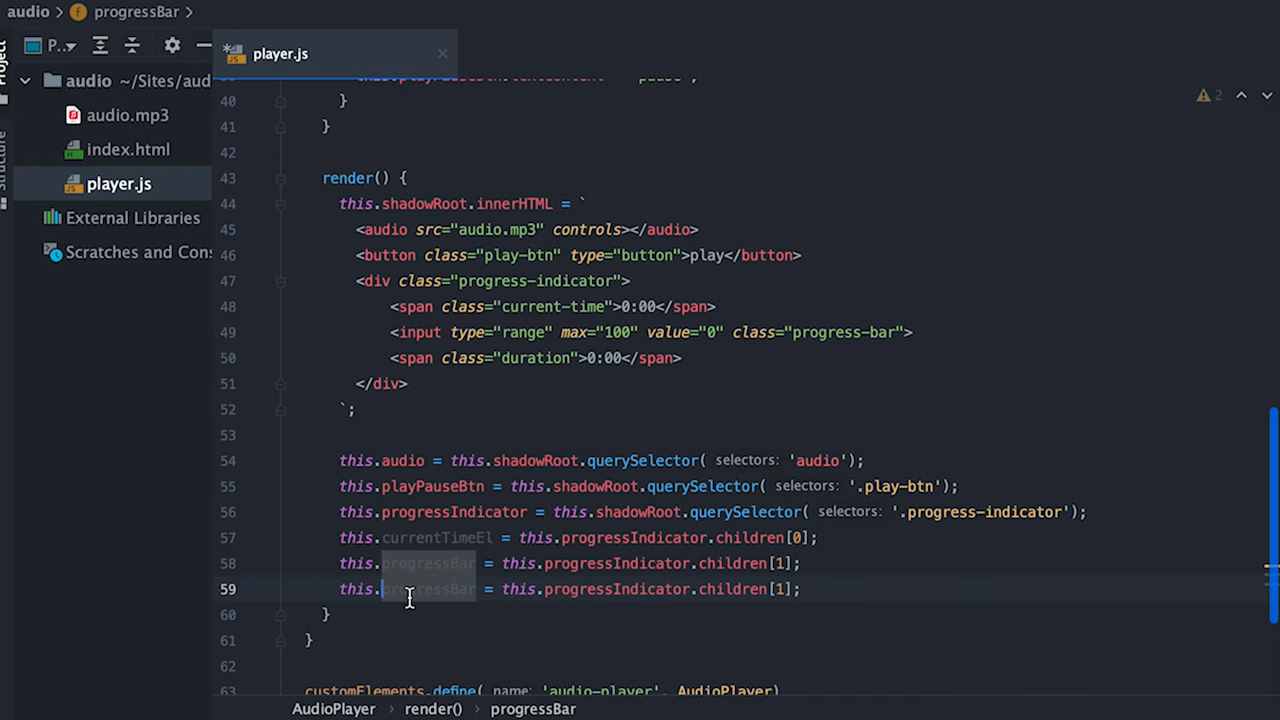 audio > progressBar >
Project
P..
player.js
audio ~/Sites/aud
audio.mp3
index.html
player.js
External Libraries
Scratches and Cons
Structure
2
40 }
41 }
42
43 render() {
44 this.shadowRoot.innerHTML = `
45 <audio src="audio.mp3" controls></audio>
46 <button class="play-btn" type="button">play</button>
47 <div class="progress-indicator">
48 <span class="current-time">0:00</span>
49 <input type="range" max="100" value="0" class="progress-bar">
50 <span class="duration">0:00</span>
51 </div>
52 `;
53
54 this.audio = this.shadowRoot.querySelector( selectors: 'audio');
55 this.playPauseBtn = this.shadowRoot.querySelector( selectors: '.play-btn');
56 this.progressIndicator = this.shadowRoot.querySelector( selectors: '.progress-indicator');
57 this.currentTimeEl = this.progressIndicator.children[0];
58 this.progressBar = this.progressIndicator.children[1];
59 this.progressBar = this.progressIndicator.children[1];
60 }
61 }
62
63 customElements.define( name: 'audio-player', AudioPlayer)
AudioPlayer > render() > progressBar